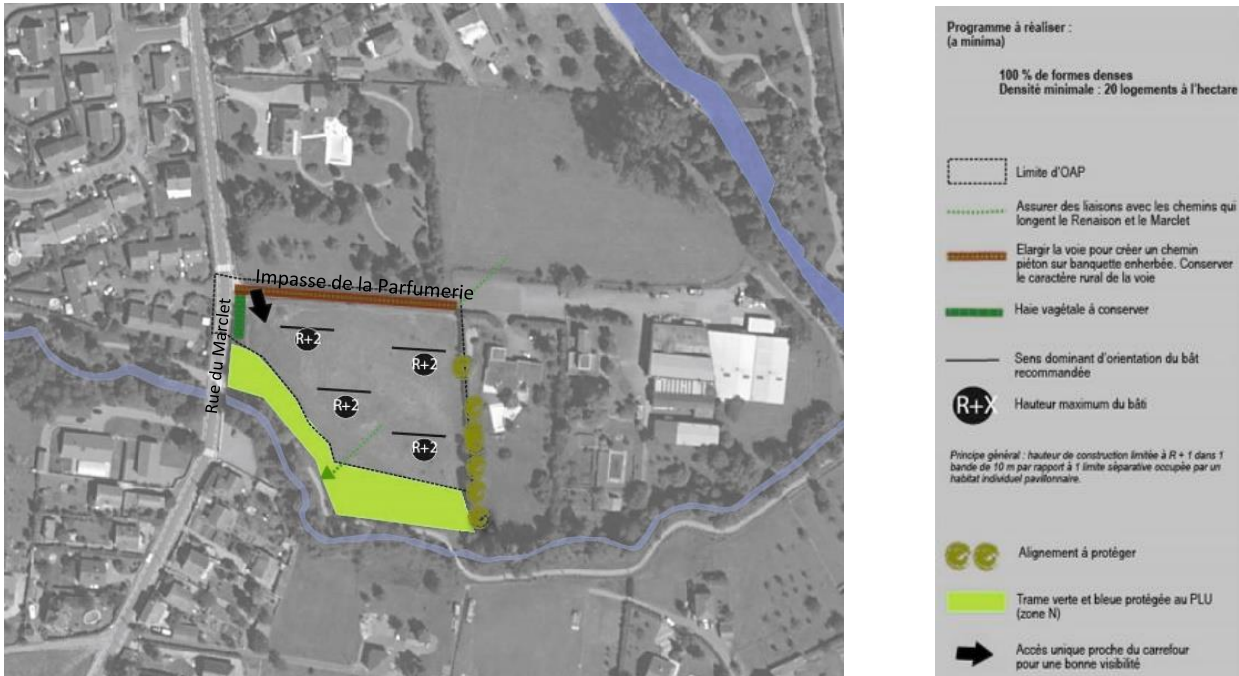 Impasse de la Parfumerie
Rue du Marclet
R+2
R+2
R+2
R+2
Programme à réaliser :
(a minima)
100 % de formes denses
Densité minimale : 20 logements à l'hectare
Limite d'OAP
Assurer des liaisons avec les chemins qui
longent le Renaison et le Marclet
Elargir la voie pour créer un chemin
piéton sur banquette enherbée. Conserver
le caractère rural de la voie
Haie vagétale à conserver
Sens dominant d'orientation du bât
recommandée
R+X
Hauteur maximum du bâti
Principe général : hauteur de construction limitée à R + 1 dans 1
bande de 10 m par rapport à 1 limite séparative occupée par un
habitat individuel pavillonnaire.
Alignement à protéger
Trame verte et bleue protégée au PLU
(zone N)
Accès unique proche du carrefour
pour une bonne visibilité